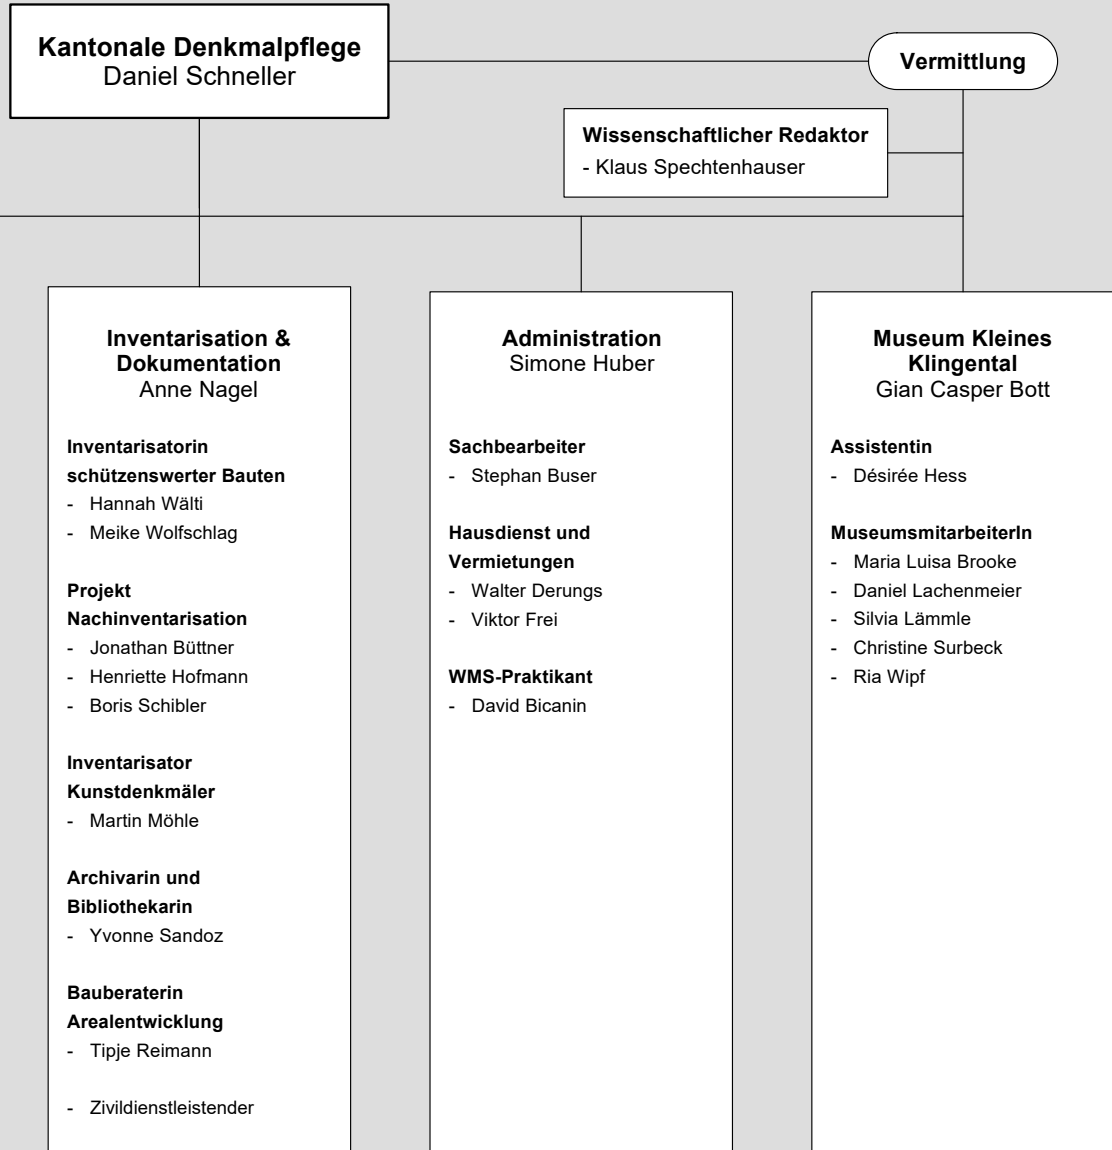 Kantonale Denkmalpflege
Daniel Schneller
Vermittlung
Wissenschaftlicher Redaktor
- Klaus Spechtenhauser
Inventarisation &
Dokumentation
Anne Nagel
Inventarisatorin
schützenswerter Bauten
- Hannah Wälti
- Meike Wolfschlag
Projekt
Nachinventarisation
- Jonathan Büttner
- Henriette Hofmann
- Boris Schibler
Inventarisator
Kunstdenkmäler
- Martin Möhle
Archivarin und
Bibliothekarin
- Yvonne Sandoz
Bauberaterin
Arealentwicklung
- Tipje Reimann
- Zivildienstleistender
Administration
Simone Huber
Sachbearbeiter
- Stephan Buser
Hausdienst und
Vermietungen
- Walter Derungs
- Viktor Frei
WMS-Praktikant
- David Bicanin
Museum Kleines
Klingental
Gian Casper Bott
Assistentin
- Désirée Hess
MuseumsmitarbeiterIn
- Maria Luisa Brooke
- Daniel Lachenmeier
- Silvia Lämmle
- Christine Surbeck
- Ria Wipf